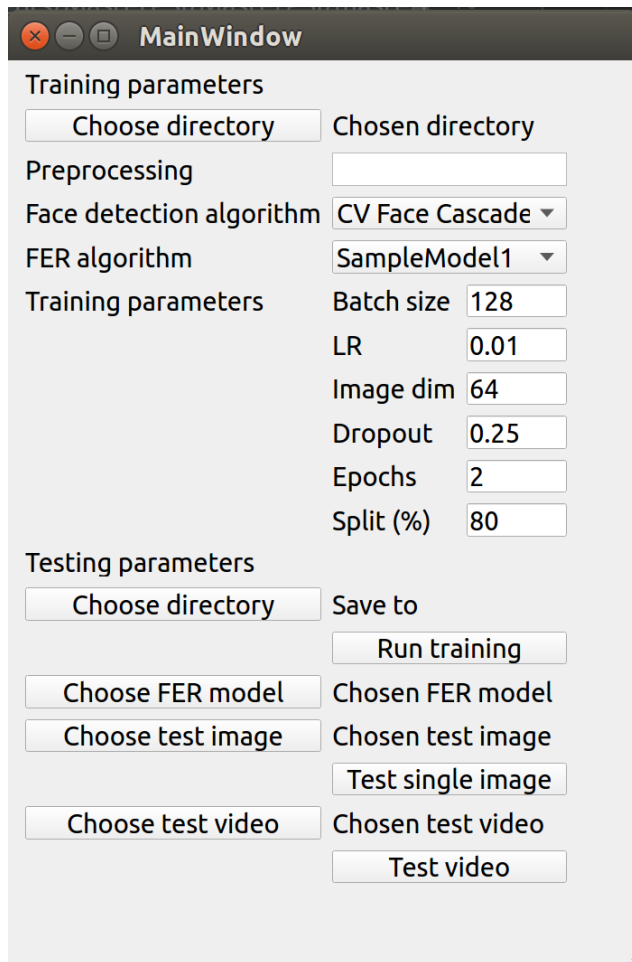 MainWindow
Training parameters
Choose directory Chosen directory
Preprocessing
Face detection algorithm CV Face Cascade
FER algorithm SampleModel1
Training parameters Batch size 128
LR 0.01
Image dim 64
Dropout 0.25
Epochs 2
Split (%) 80
Testing parameters
Choose directory Save to
Run training
Choose FER model Chosen FER model
Choose test image Chosen test image
Test single image
Choose test video Chosen test video
Test video